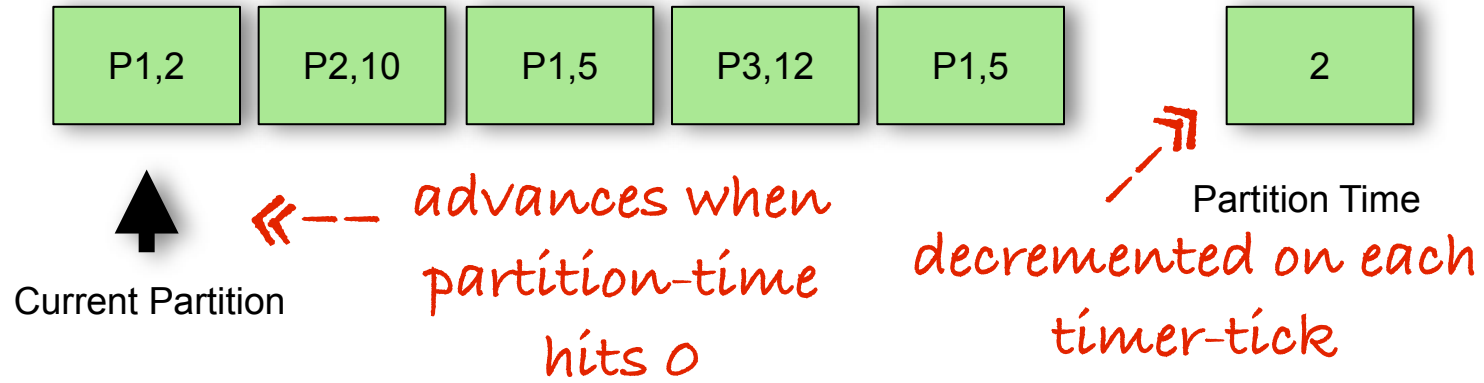 P1,2
P2,10
P1,5
P3,12
P1,5
2
Current Partition
advances when
partition-time
hits 0
Partition Time
decremented on each
timer-tick